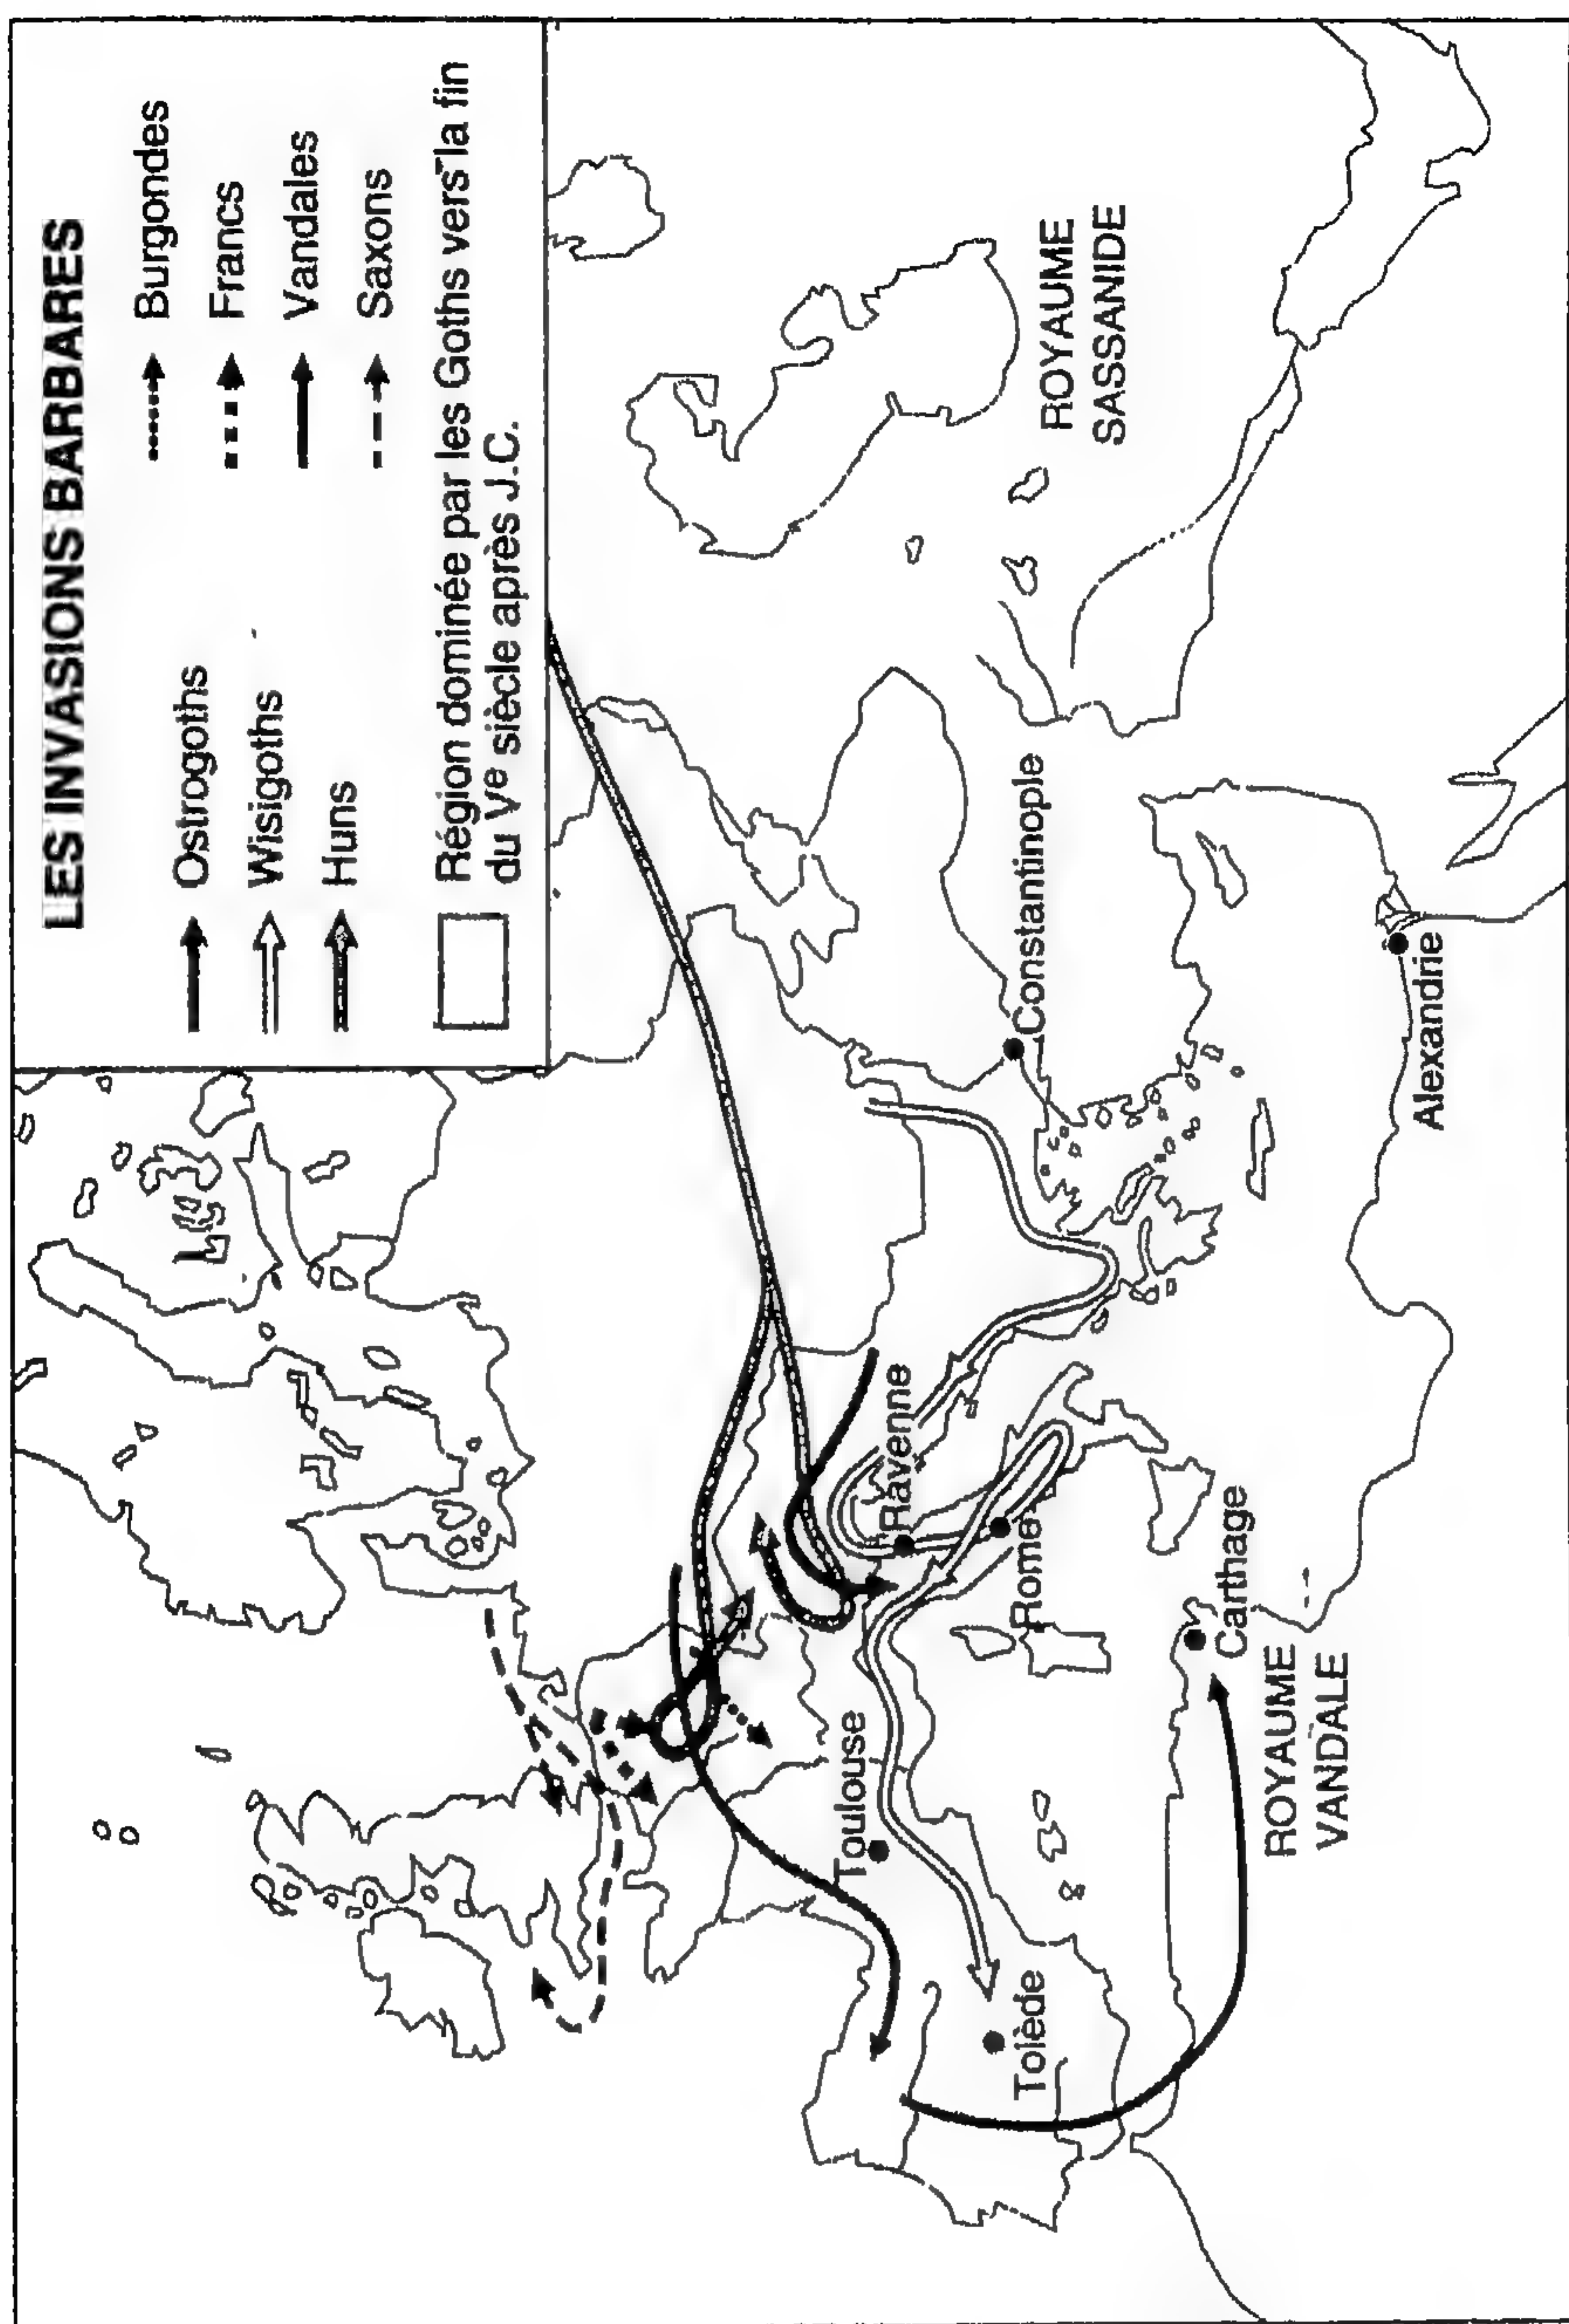 LES INVASIONS BARBARES
Ostrogoths
Wisigoths
Huns
Burgondes
Francs
Vandales
Saxons
Région dominée par les Goths vers la fin
du Ve siècle après J.C.
Toulouse
Ravenne
Constantinople
ROYAUME
SASSANIDE
Tolède
Rome
Carthage
ROYAUME
VANDALE
Alexandrie